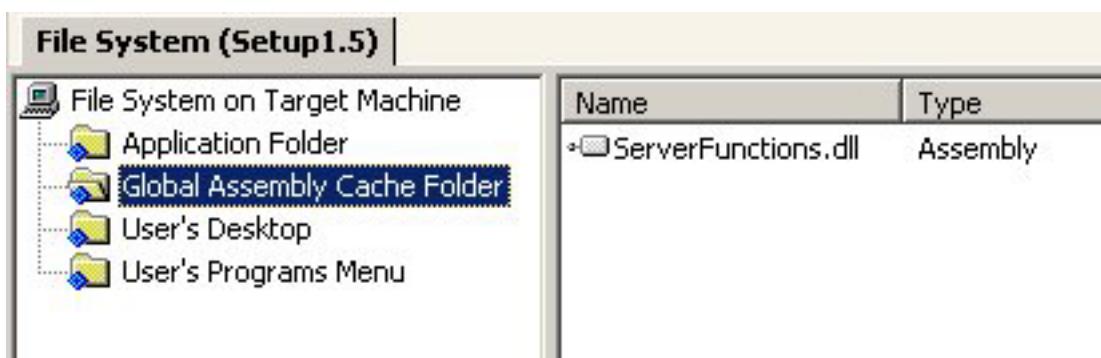 File System (Setup1.5)
File System on Target Machine
Application Folder
Global Assembly Cache Folder
User's Desktop
User's Programs Menu
Name Type
ServerFunctions.dll Assembly